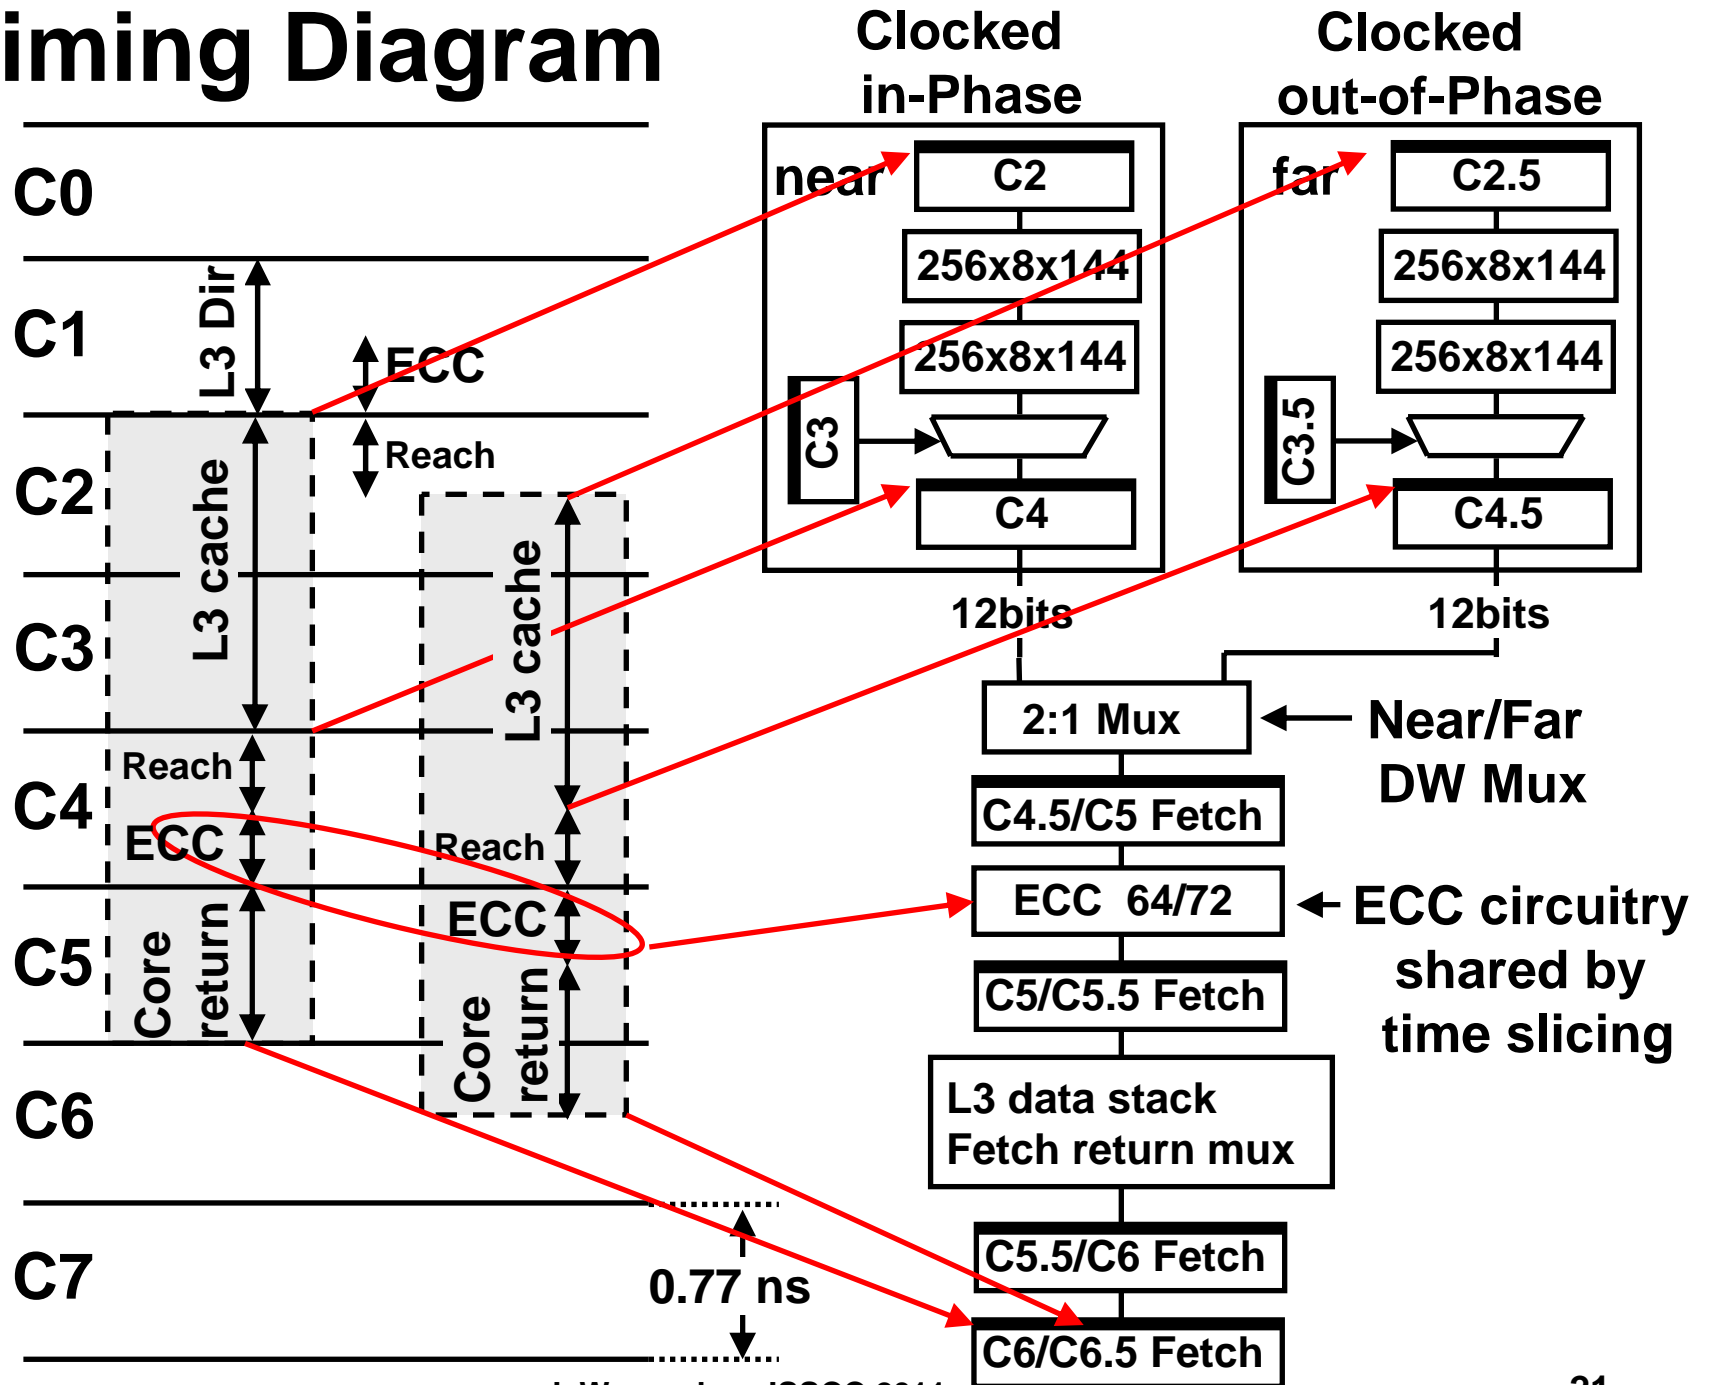 iming Diagram
Clocked
in-Phase
Clocked
out-of-Phase
C0
C1
C2
C3
C4
C5
C6
C7
L3 Dir
ECC
Reach
L3 cache
L3 cache
Reach
ECC
Core
return
Reach
ECC
Core
return
0.77 ns
near
C2
256x8x144
256x8x144
C3
C4
12bits
far
C2.5
256x8x144
256x8x144
C3.5
C4.5
12bits
2:1 Mux
Near/Far
DW Mux
C4.5/C5 Fetch
ECC 64/72
ECC circuitry
shared by
time slicing
C5/C5.5 Fetch
L3 data stack
Fetch return mux
C5.5/C6 Fetch
C6/C6.5 Fetch